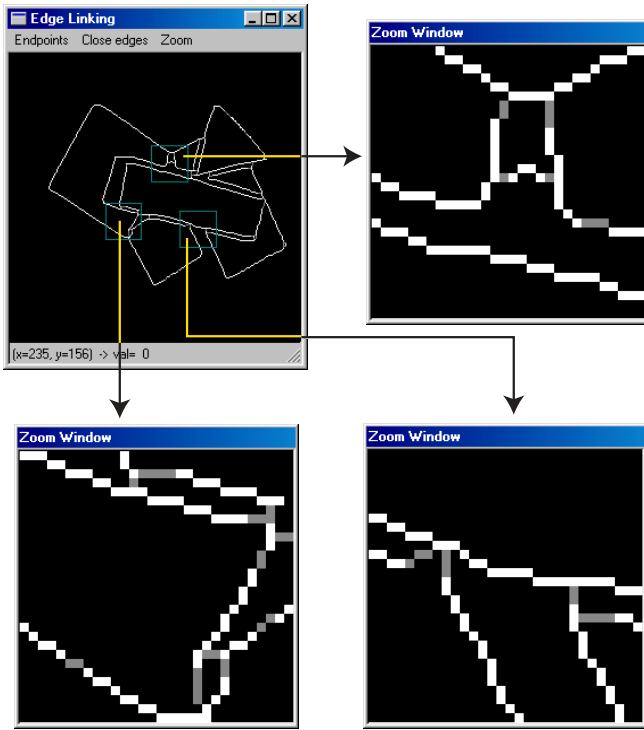 Edge Linking
Endpoints Close edges Zoom
(x=235, y=156) -> val= 0
Zoom Window
Zoom Window
Zoom Window